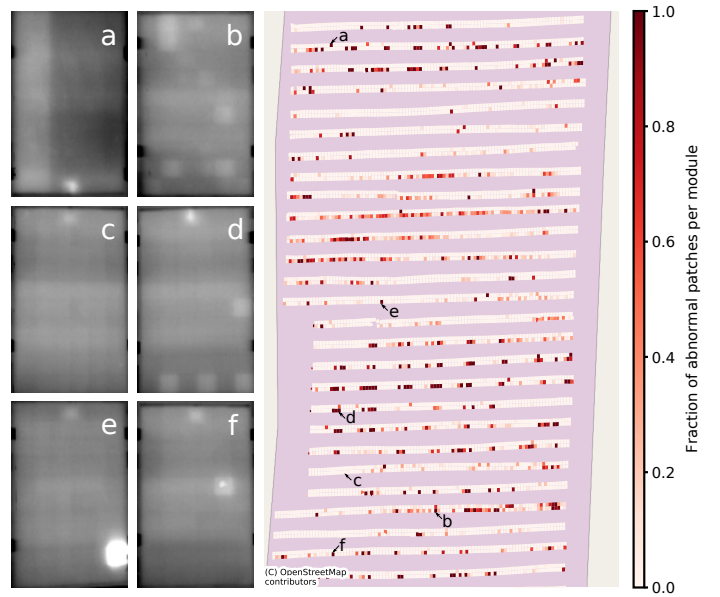 a
b
c
d
e
f
a
e
d
c
b
f
(C) OpenStreetMap
contributors
1.0
0.8
0.6
0.4
0.2
0.0
Fraction of abnormal patches per module